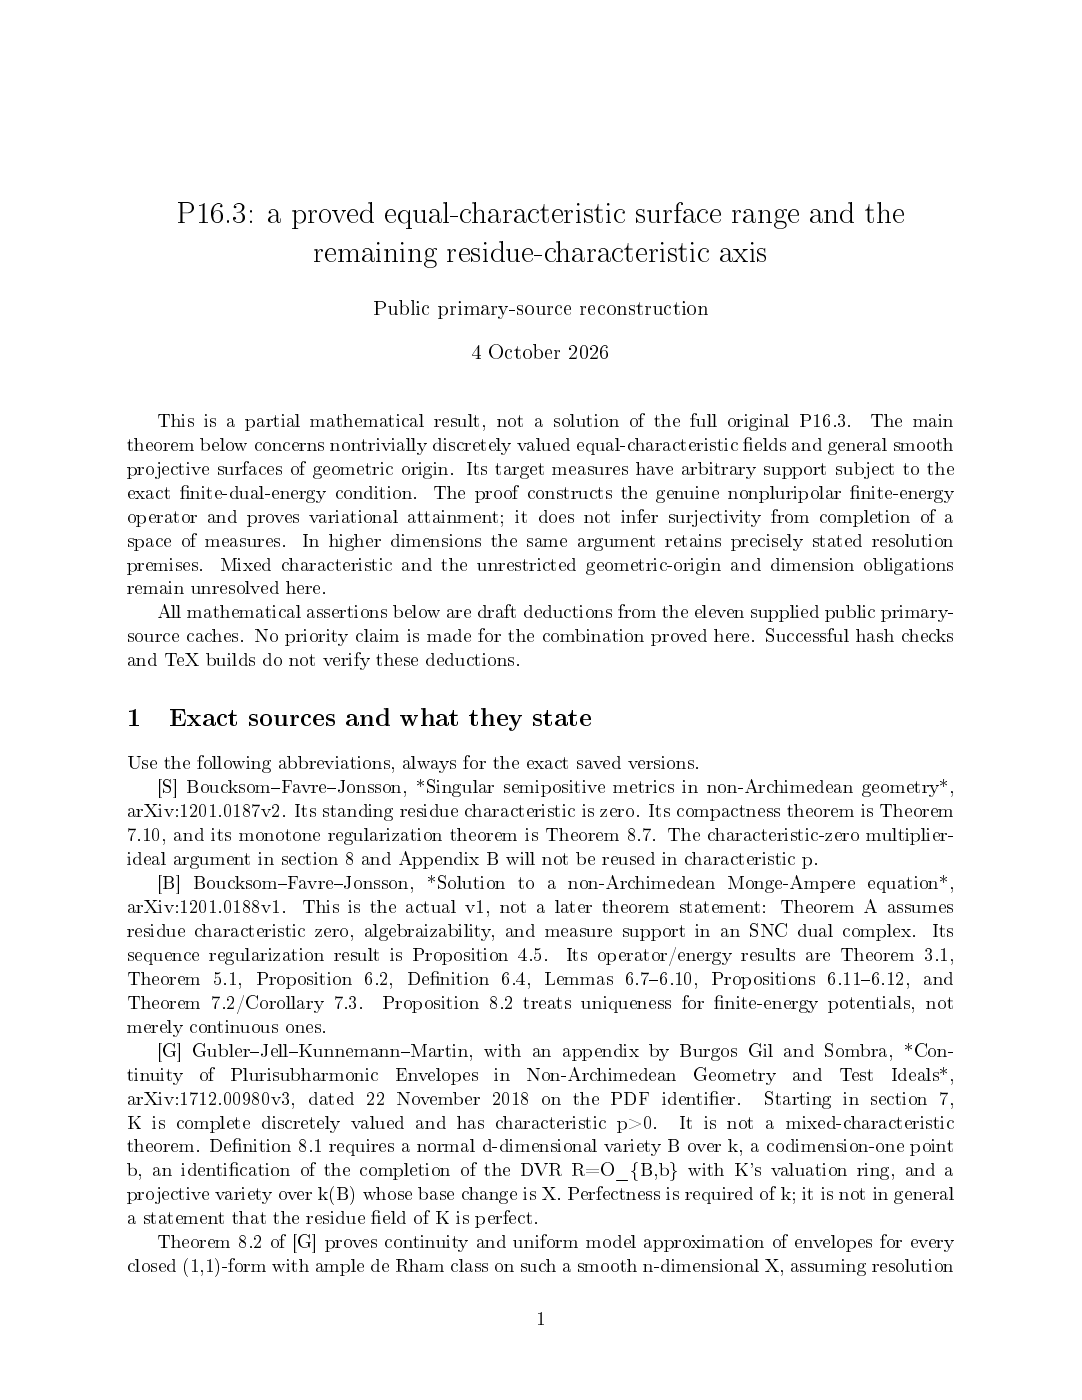 P16.3: a proved equal-characteristic surface range and the
remaining residue-characteristic axis
Public primary-source reconstruction
4 October 2026
This is a partial mathematical result, not a solution of the full original P16.3. The main
theorem below concerns nontrivially discretely valued equal-characteristic fields and general smooth
projective surfaces of geometric origin. Its target measures have arbitrary support subject to the
exact finite-dual-energy condition. The proof constructs the genuine nonpluripolar finite-energy
operator and proves variational attainment; it does not infer surjectivity from completion of a
space of measures. In higher dimensions the same argument retains precisely stated resolution
premises. Mixed characteristic and the unrestricted geometric-origin and dimension obligations
remain unresolved here.
All mathematical assertions below are draft deductions from the eleven supplied public primary-
source caches. No priority claim is made for the combination proved here. Successful hash checks
and TeX builds do not verify these deductions.
1 Exact sources and what they state
Use the following abbreviations, always for the exact saved versions.
[S] Boucksom–Favre–Jonsson, *Singular semipositive metrics in non-Archimedean geometry*,
arXiv:1201.0187v2. Its standing residue characteristic is zero. Its compactness theorem is Theorem
7.10, and its monotone regularization theorem is Theorem 8.7. The characteristic-zero multiplier-
ideal argument in section 8 and Appendix B will not be reused in characteristic p.
[B] Boucksom–Favre–Jonsson, *Solution to a non-Archimedean Monge-Ampere equation*,
arXiv:1201.0188v1. This is the actual v1, not a later theorem statement: Theorem A assumes
residue characteristic zero, algebraizability, and measure support in an SNC dual complex. Its
sequence regularization result is Proposition 4.5. Its operator/energy results are Theorem 3.1,
Theorem 5.1, Proposition 6.2, Definition 6.4, Lemmas 6.7–6.10, Propositions 6.11–6.12, and
Theorem 7.2/Corollary 7.3. Proposition 8.2 treats uniqueness for finite-energy potentials, not
merely continuous ones.
[G] Gubler–Jell–Kunnemann–Martin, with an appendix by Burgos Gil and Sombra, *Con-
tinuity of Plurisubharmonic Envelopes in Non-Archimedean Geometry and Test Ideals*,
arXiv:1712.00980v3, dated 22 November 2018 on the PDF identifier. Starting in section 7,
K is complete discretely valued and has characteristic p>0. It is not a mixed-characteristic
theorem. Definition 8.1 requires a normal d-dimensional variety B over k, a codimension-one point
b, an identification of the completion of the DVR R=O_{B,b} with K's valuation ring, and a
projective variety over k(B) whose base change is X. Perfectness is required of k; it is not in general
a statement that the residue field of K is perfect.
Theorem 8.2 of [G] proves continuity and uniform model approximation of envelopes for every
closed (1,1)-form with ample de Rham class on such a smooth n-dimensional X, assuming resolution
1